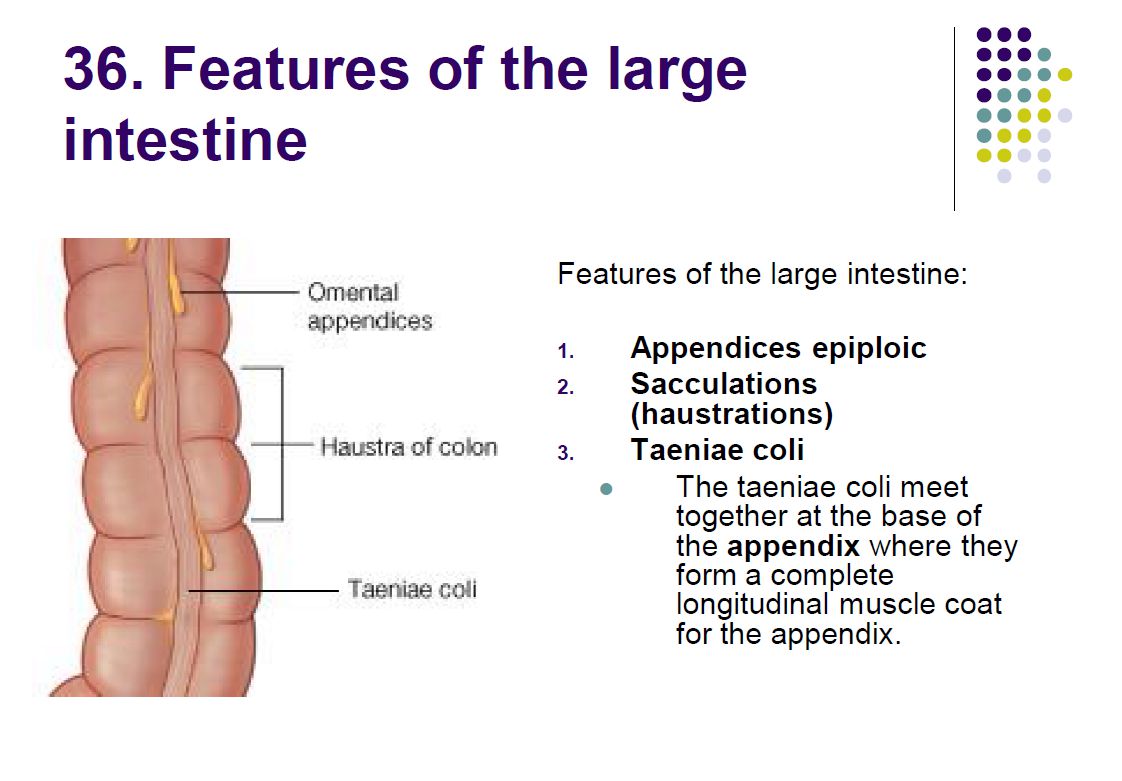 36. Features of the large
intestine
Omental
appendices
Haustra of colon
Taeniae coli
Features of the large intestine:
1. Appendices epiploic
2. Sacculations
(haustrations)
3. Taeniae coli
● The taeniae coli meet
together at the base of
the appendix where they
form a complete
longitudinal muscle coat
for the appendix.